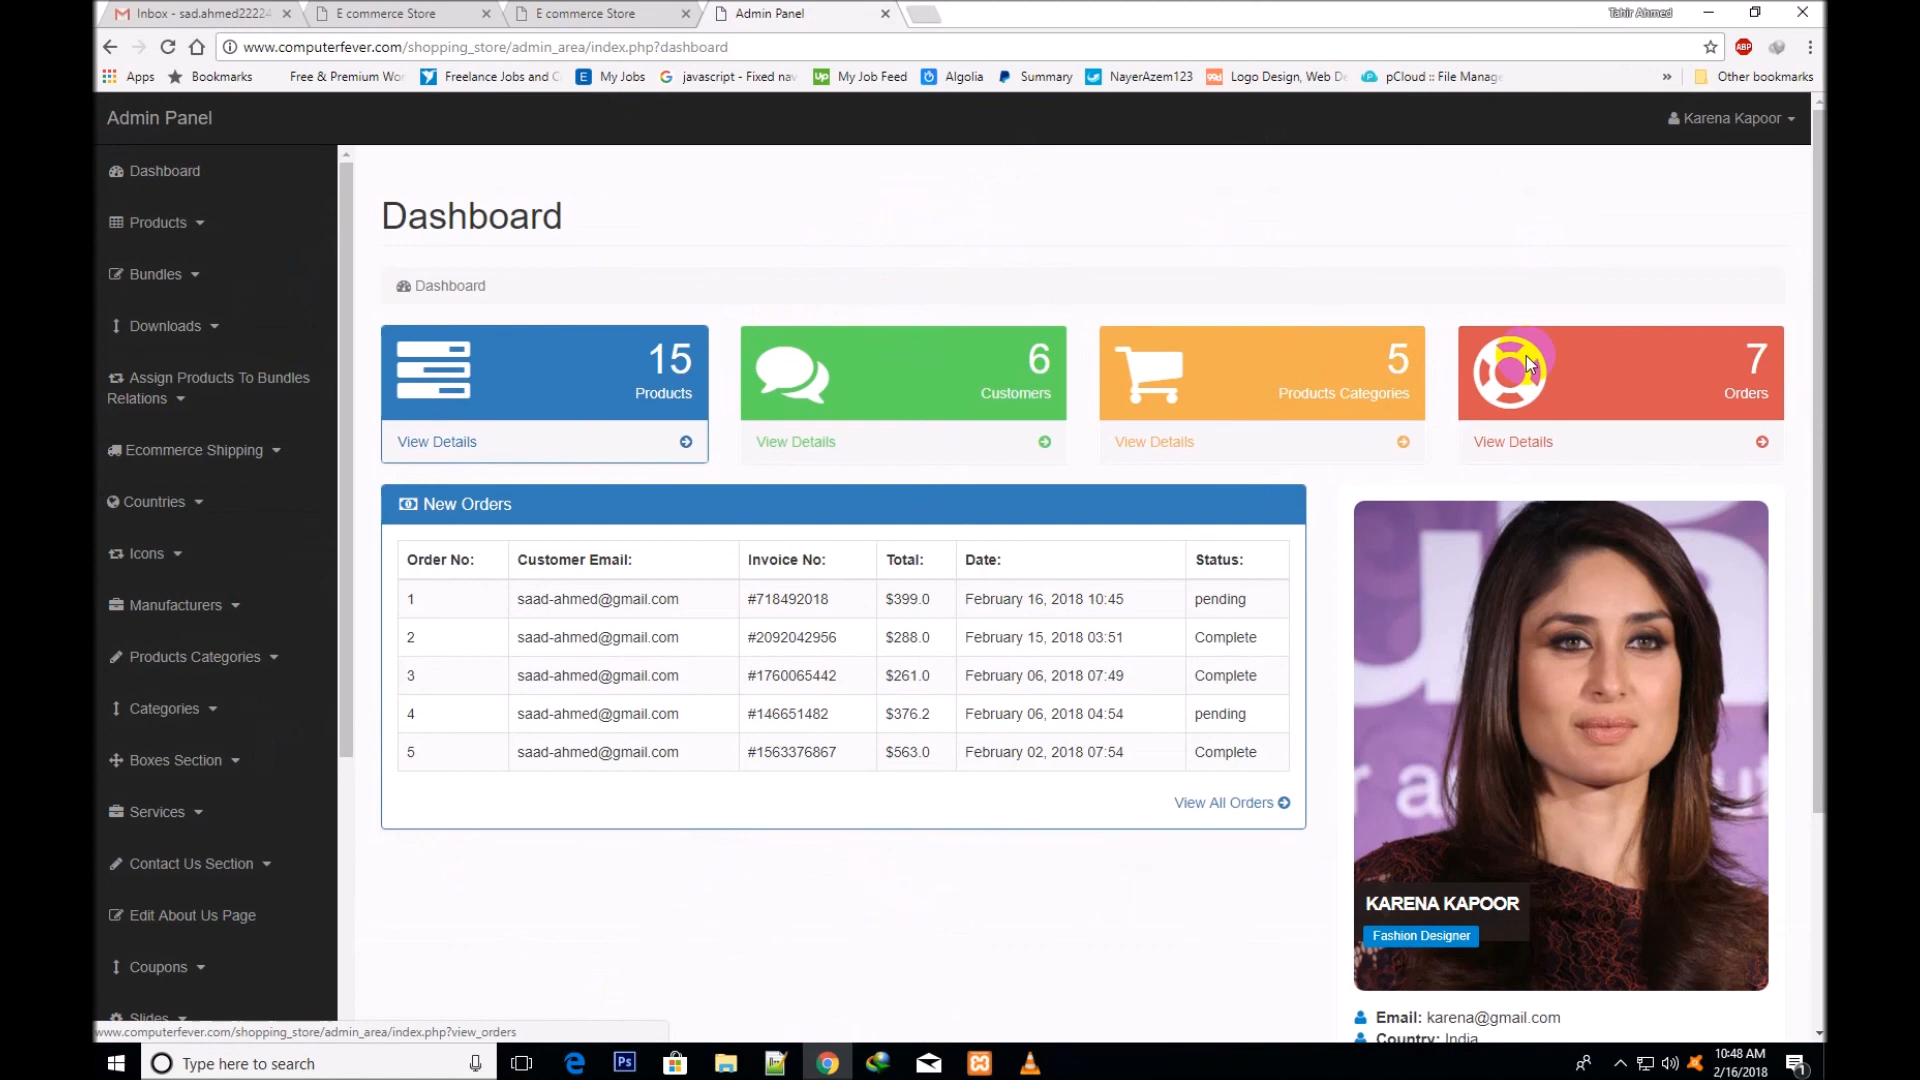 Inbox - sad.ahmed22224
E commerce Store
E commerce Store
Admin Panel
Tahir Ahmed
www.computerfever.com/shopping_store/admin_area/index.php?dashboard
ABP
Apps
Bookmarks
Free & Premium Wor
Freelance Jobs and C
My Jobs
javascript - Fixed nav
My Job Feed
Algolia
Summary
NayerAzem123
Logo Design, Web De
pCloud :: File Manage
Other bookmarks
Admin Panel
Karena Kapoor
Dashboard
Products
Bundles
Downloads
Assign Products To Bundles
Relations
Ecommerce Shipping
Countries
Icons
Manufacturers
Products Categories
Categories
Boxes Section
Services
Contact Us Section
Edit About Us Page
Coupons
Slides
Dashboard
Dashboard
15
Products
View Details
6
Customers
View Details
5
Products Categories
View Details
7
Orders
View Details
New Orders
Order No: Customer Email: Invoice No: Total: Date: Status:
1 saad-ahmed@gmail.com #718492018 $399.0 February 16, 2018 10:45 pending
2 saad-ahmed@gmail.com #2092042956 $288.0 February 15, 2018 03:51 Complete
3 saad-ahmed@gmail.com #1760065442 $261.0 February 06, 2018 07:49 Complete
4 saad-ahmed@gmail.com #146651482 $376.2 February 06, 2018 04:54 pending
5 saad-ahmed@gmail.com #1563376867 $563.0 February 02, 2018 07:54 Complete
View All Orders
KARENA KAPOOR
Fashion Designer
Email: karena@gmail.com
Country: India
www.computerfever.com/shopping_store/admin_area/index.php?view_orders
Type here to search
Ps
10:48 AM
2/16/2018
1